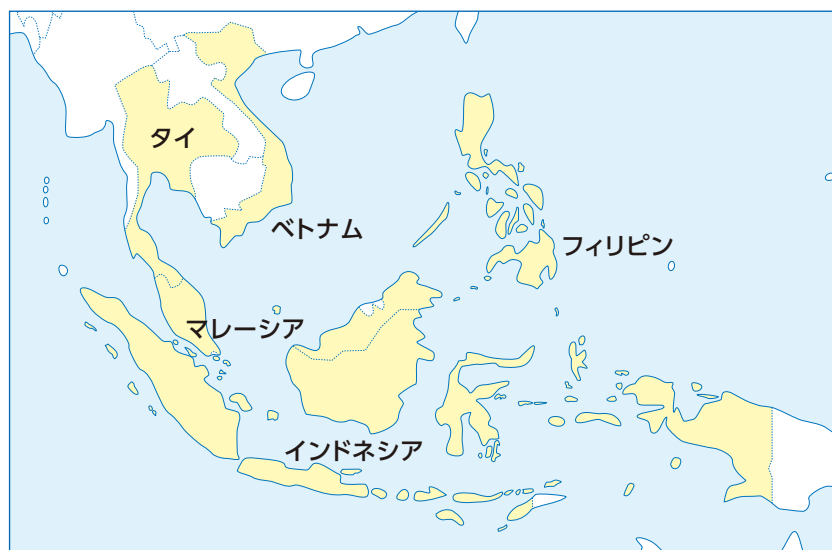 タイ
ベトナム
フィリピン
マレーシア
インドネシア